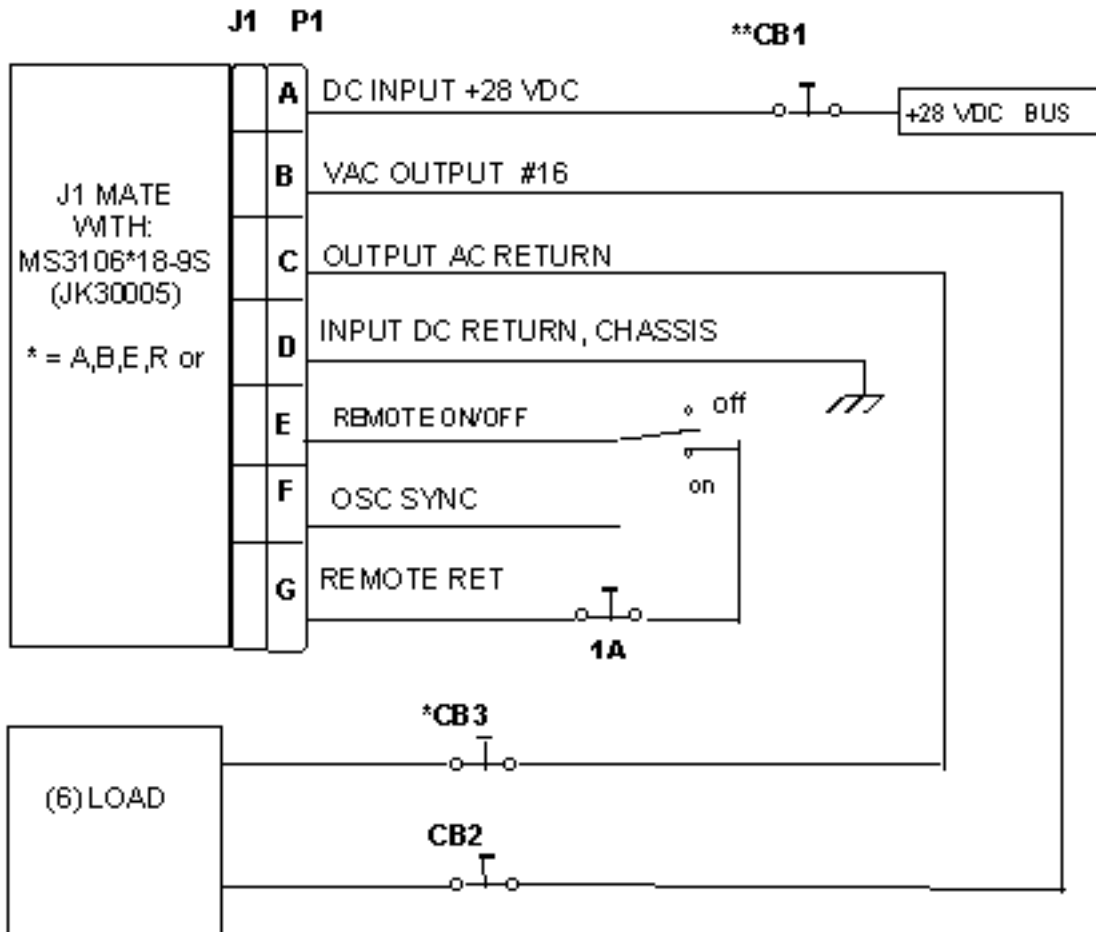 J1 P1
**CB1
A DC INPUT +28 VDC
+28 VDC BUS
B VAC OUTPUT #16
J1 MATE
WITH:
MS3106*18-9S
(JK30005)
* = A,B,E,R or
C OUTPUT AC RETURN
D INPUT DC RETURN, CHASSIS
E REMOTE ON/OFF
off
on
F OSC SYNC
G REMOTE RET
1A
*CB3
(6) LOAD
CB2